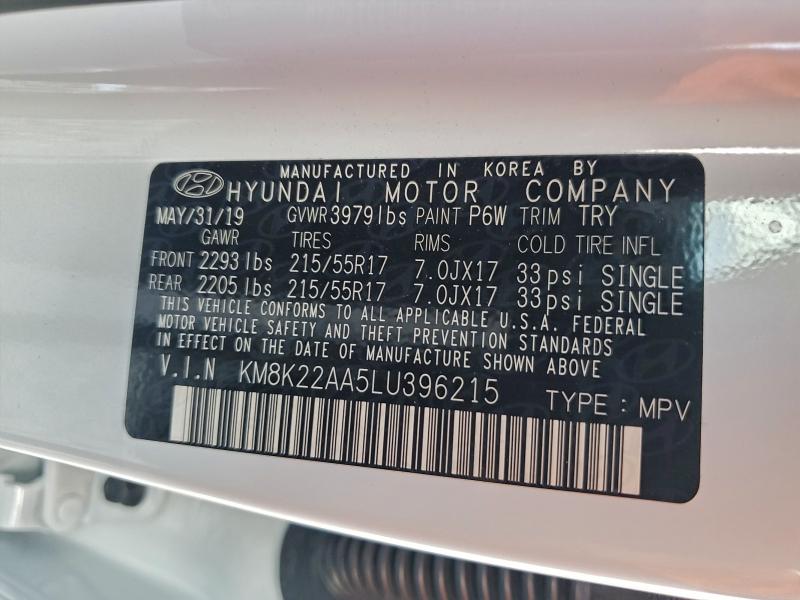 MANUFACTURED IN KOREA BY
HYUNDAI MOTOR COMPANY
MAY/31/19 GVWR 3979lbs PAINT P6W TRIM TRY
GAWR TIRES RIMS COLD TIRE INFL
FRONT 2293 lbs 215/55R17 7.0JX17 33psi SINGLE
REAR 2205 lbs 215/55R17 7.0JX17 33psi SINGLE
THIS VEHICLE CONFORMS TO ALL APPLICABLE U.S.A. FEDERAL
MOTOR VEHICLE SAFETY AND THEFT PREVENTION STANDARDS
IN EFFECT ON THE DATE OF MANUFACTURE SHOWN ABOVE
V.I.N KM8K22AA5LU396215 TYPE : MPV